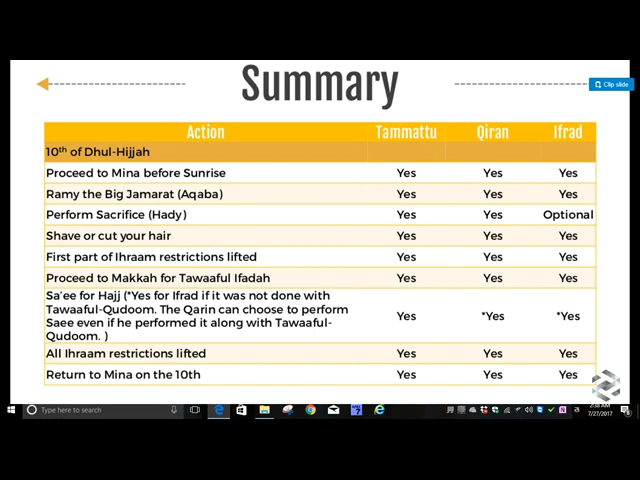 Summary
Clip slide
Action Tammattu Qiran Ifrad
10th of Dhul-Hijjah
Proceed to Mina before Sunrise Yes Yes Yes
Ramy the Big Jamarat (Aqaba) Yes Yes Yes
Perform Sacrifice (Hady) Yes Yes Optional
Shave or cut your hair Yes Yes Yes
First part of Ihraam restrictions lifted Yes Yes Yes
Proceed to Makkah for Tawaaful Ifadah Yes Yes Yes
Sa'ee for Hajj (*Yes for Ifrad if it was not done with
Tawaaful-Qudoom. The Qarin can choose to perform
Saee even if he performed it along with Tawaaful-
Qudoom. ) Yes *Yes *Yes
All Ihraam restrictions lifted Yes Yes Yes
Return to Mina on the 10th Yes Yes Yes
Type here to search
2:38 AM
7/27/2017